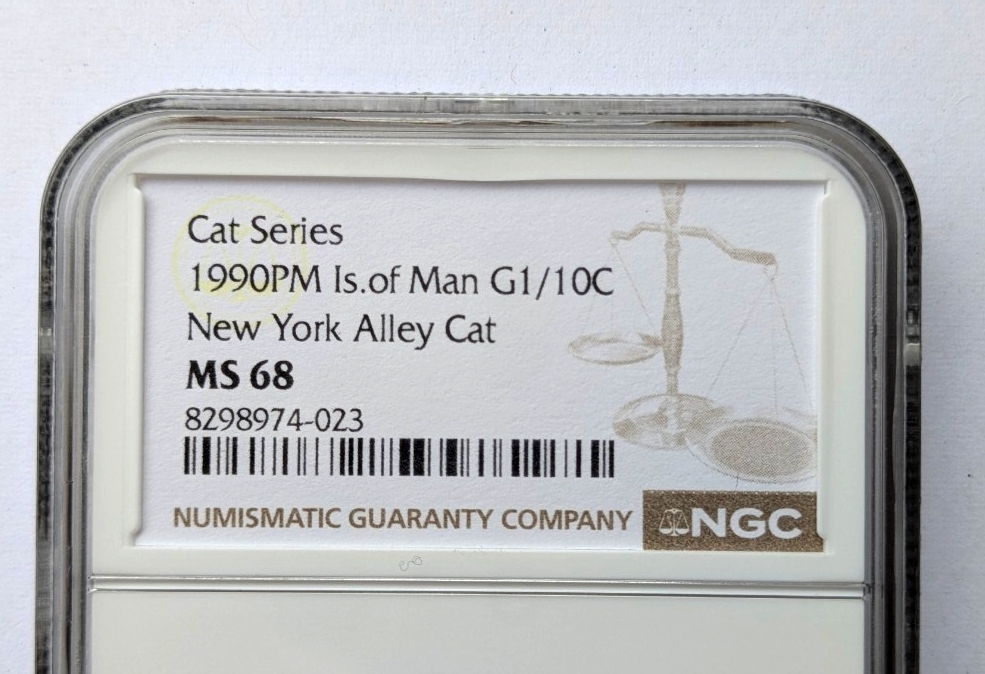 Cat Series
1990PM Is.of Man G1/10C
New York Alley Cat
MS 68
8298974-023
NUMISMATIC GUARANTY COMPANY NGC